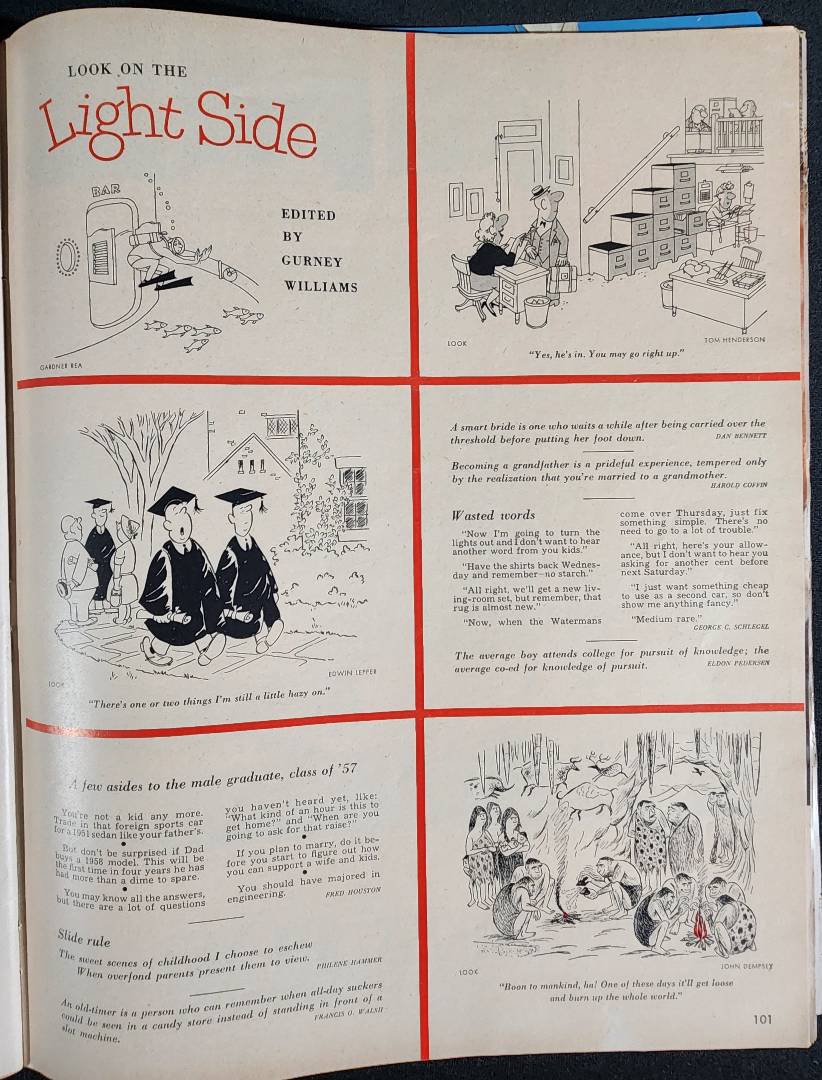 LOOK ON THE
Light Side
BAR
EDITED
BY
GURNEY
WILLIAMS
GARDNER REA
LOOK
TOM HENDERSON
"Yes, he's in. You may go right up."
LOOK
EDWIN LEPPER
"There's one or two things I'm still a little hazy on."
A smart bride is one who waits a while after being carried over the
threshold before putting her foot down.
DAN BENNETT
Becoming a grandfather is a prideful experience, tempered only
by the realization that you're married to a grandmother.
HAROLD COFFIN
Wasted words
"Now I'm going to turn the
lights out and I don't want to hear
another word from you kids."
"Have the shirts back Wednes-
day and remember—no starch."
"All right, we'll get a new liv-
ing-room set, but remember, that
rug is almost new."
"Now, when the Watermans
come over Thursday, just fix
something simple. There's no
need to go to a lot of trouble."
"All right, here's your allow-
ance, but I don't want to hear you
asking for another cent before
next Saturday."
"I just want something cheap
to use as a second car, so don't
show me anything fancy."
"Medium rare."
GEORGE C. SCHLEGEL
The average boy attends college for pursuit of knowledge; the
average co-ed for knowledge of pursuit.
ELDON PEDERSEN
A few asides to the male graduate, class of '57
You're not a kid any more.
Trade in that foreign sports car
for a 1951 sedan like your father's.
But don't be surprised if Dad
buys a 1958 model. This will be
the first time in four years he has
had more than a dime to spare.
You may know all the answers,
but there are a lot of questions
you haven't heard yet, like:
"What kind of an hour is this to
get home?" and "When are you
going to ask for that raise?"
If you plan to marry, do it be-
fore you start to figure out how
you can support a wife and kids.
You should have majored in
engineering.
FRED HOUSTON
Slide rule
The sweet scenes of childhood I choose to eschew
When overfond parents present them to view.
PHILENE HAMMER
An old-timer is a person who can remember when all-day suckers
could be seen in a candy store instead of standing in front of a
slot machine.
FRANCIS O. WALSH
LOOK
JOHN DEMPSEY
"Boon to mankind, ha! One of these days it'll get loose
and burn up the whole world."
101